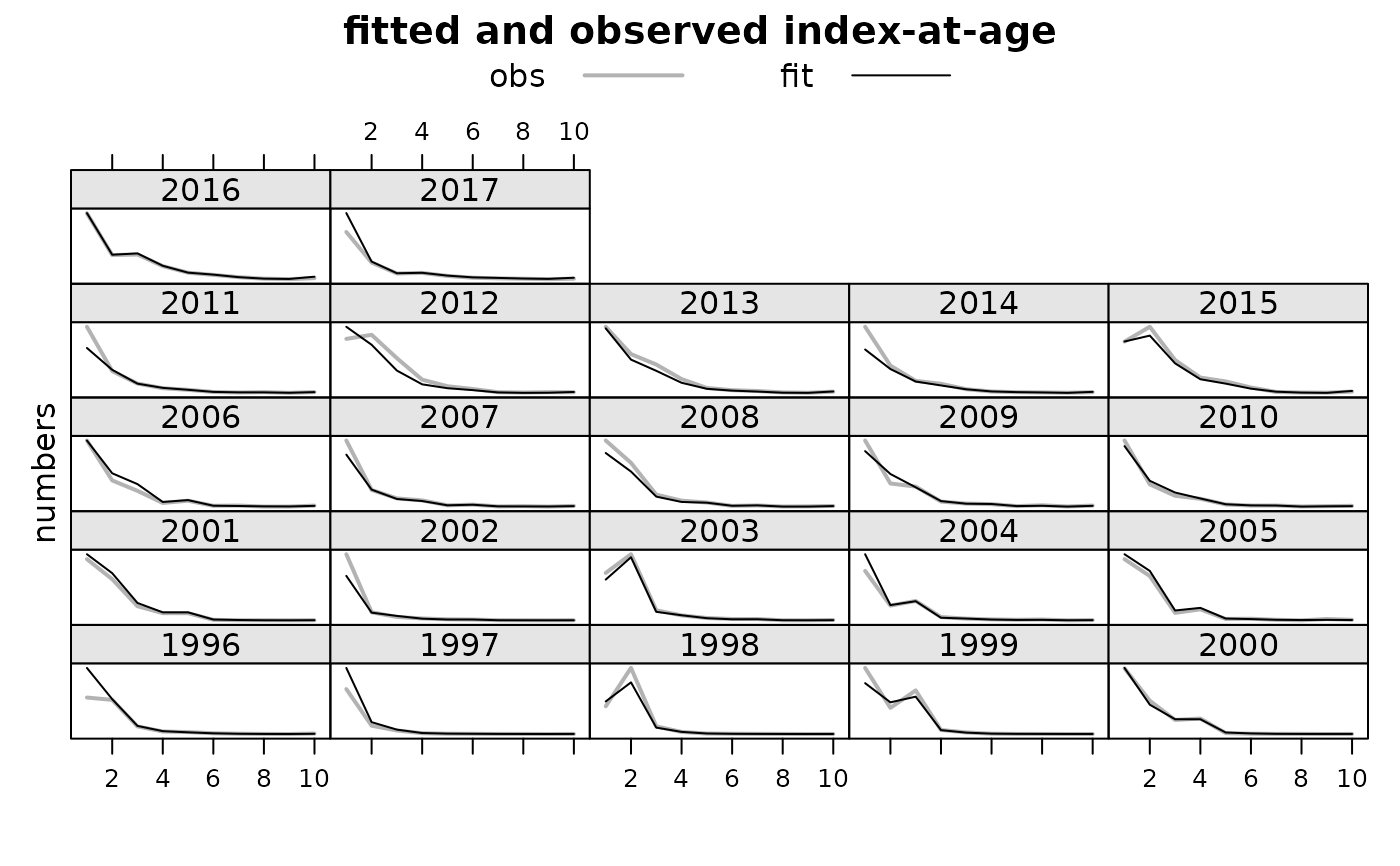 fitted and observed index-at-age
obs fit
2 4 6 8 10
2016 2017
2011 2012 2013 2014 2015
2006 2007 2008 2009 2010
numbers
2001 2002 2003 2004 2005
1996 1997 1998 1999 2000
2 4 6 8 10 2 4 6 8 10 2 4 6 8 10